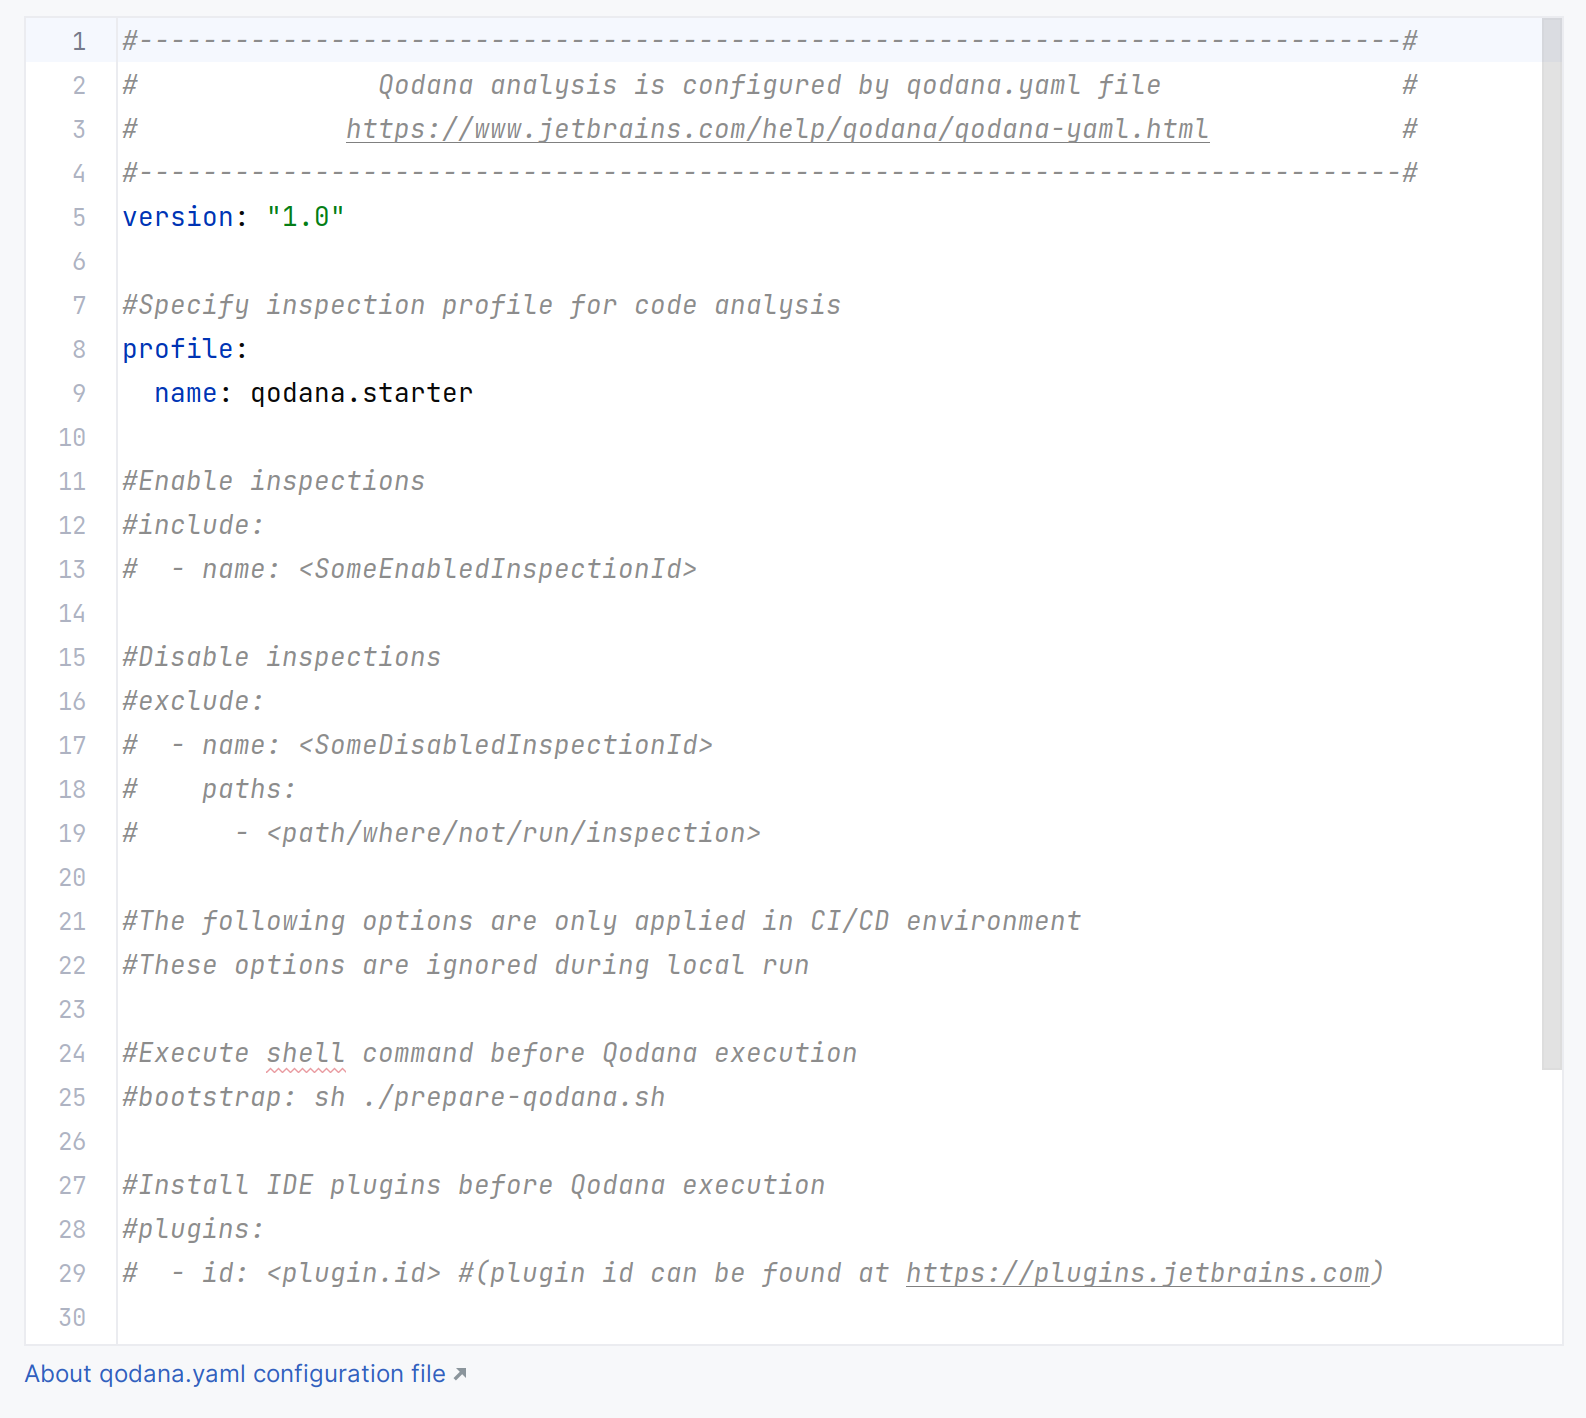 1 #-------------------------------------------------------------------------------#
2 #               Qodana analysis is configured by qodana.yaml file               #
3 #             https://www.jetbrains.com/help/qodana/qodana-yaml.html            #
4 #-------------------------------------------------------------------------------#
5 version: "1.0"
6
7 #Specify inspection profile for code analysis
8 profile:
9   name: qodana.starter
10
11 #Enable inspections
12 #include:
13 #  - name: <SomeEnabledInspectionId>
14
15 #Disable inspections
16 #exclude:
17 #  - name: <SomeDisabledInspectionId>
18 #    paths:
19 #      - <path/where/not/run/inspection>
20
21 #The following options are only applied in CI/CD environment
22 #These options are ignored during local run
23
24 #Execute shell command before Qodana execution
25 #bootstrap: sh ./prepare-qodana.sh
26
27 #Install IDE plugins before Qodana execution
28 #plugins:
29 #  - id: <plugin.id> #(plugin id can be found at https://plugins.jetbrains.com)
30
About qodana.yaml configuration file